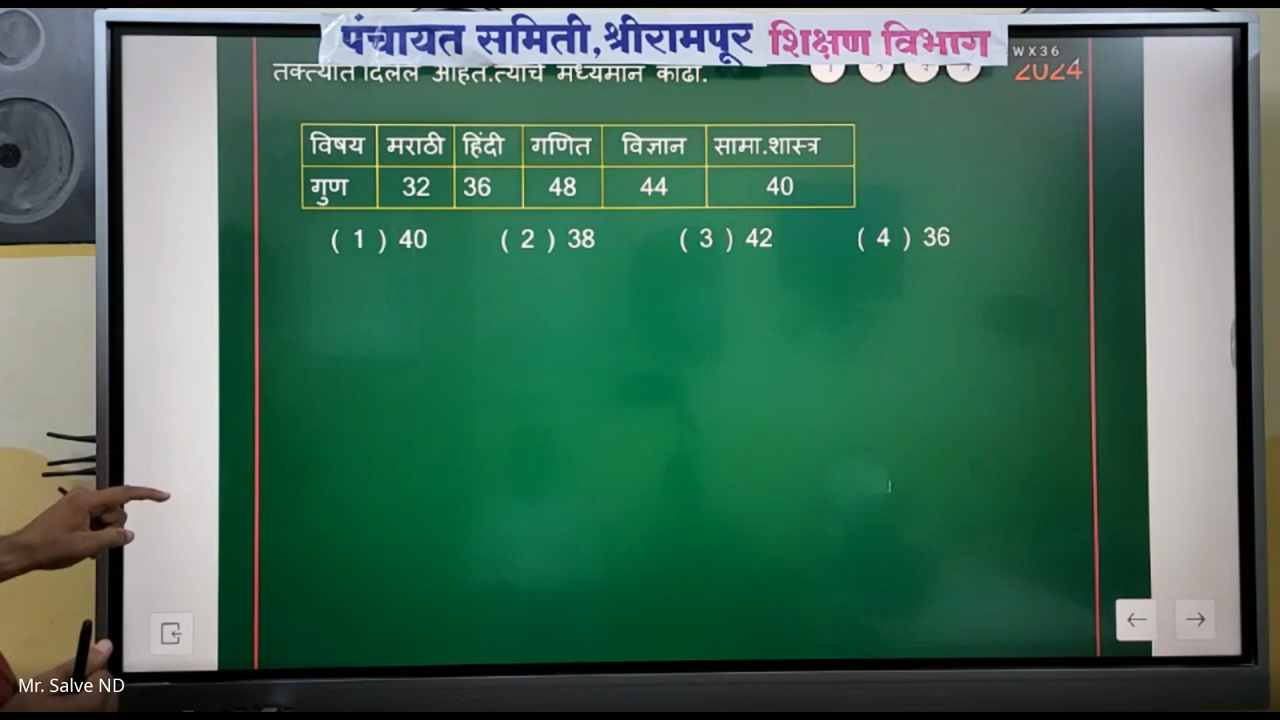 पंचायत समिती,श्रीरामपूर शिक्षण विभाग
WX36
तक्त्यात दिलेले आहेत.त्यांचे मध्यमान काढा.
2024
विषय मराठी हिंदी गणित विज्ञान सामा.शास्त्र
गुण 32 36 48 44 40
( 1 ) 40 ( 2 ) 38 ( 3 ) 42 ( 4 ) 36
Mr. Salve ND